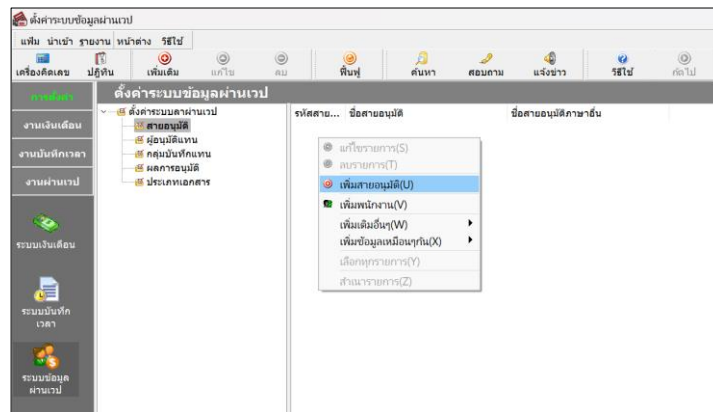 ตั้งค่าระบบข้อมูลผ่านเวป
แฟ้ม นำเข้า รายงาน หน้าต่าง วิธีใช้
เครื่องคิดเลข ปฏิทิน เพิ่มเติม แก้ไข ลบ ฟื้นฟู ค้นหา สอบถาม แจ้งข่าว วิธีใช้ ถัดไป
การตั้งค่า
งานเงินเดือน
งานบันทึกเวลา
งานผ่านเวป
ระบบเงินเดือน
ระบบบันทึก
เวลา
ระบบข้อมูล
ผ่านเวป
ตั้งค่าระบบข้อมูลผ่านเวป
ตั้งค่าระบบตาผ่านเวป
สายอนุมัติ
ผู้อนุมัติแทน
กลุ่มบันทึกแทน
ผลการอนุมัติ
ประเภทเอกสาร
รหัสสาย... ชื่อสายอนุมัติ ชื่อสายอนุมัติภาษาอื่น
แก้ไขรายการ(S)
ลบรายการ(T)
เพิ่มสายอนุมัติ(U)
เพิ่มพนักงาน(V)
เพิ่มเติมอื่นๆ(W)
เพิ่มข้อมูลเหมือนๆกัน(X)
เลือกทุกรายการ(Y)
สำเนารายการ(Z)